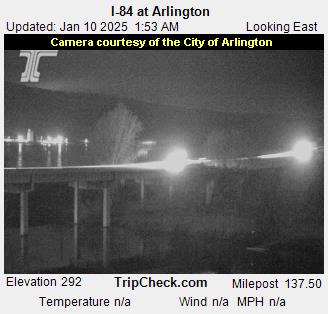 I-84 at Arlington
Updated: Jan 10 2025 1:53 AM Looking East
Camera courtesy of the City of Arlington
Elevation 292 TripCheck.com Milepost 137.50
Temperature n/a Wind n/a MPH n/a